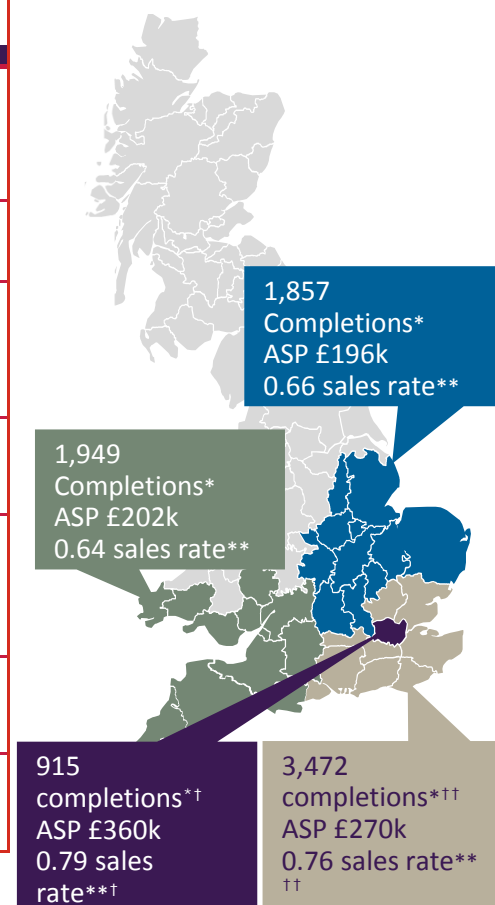 1,857
Completions*
ASP £196k
0.66 sales rate**
1,949
Completions*
ASP £202k
0.64 sales rate**
915
completions*†
ASP £360k
0.79 sales
rate**†
3,472
completions*††
ASP £270k
0.76 sales rate**
††